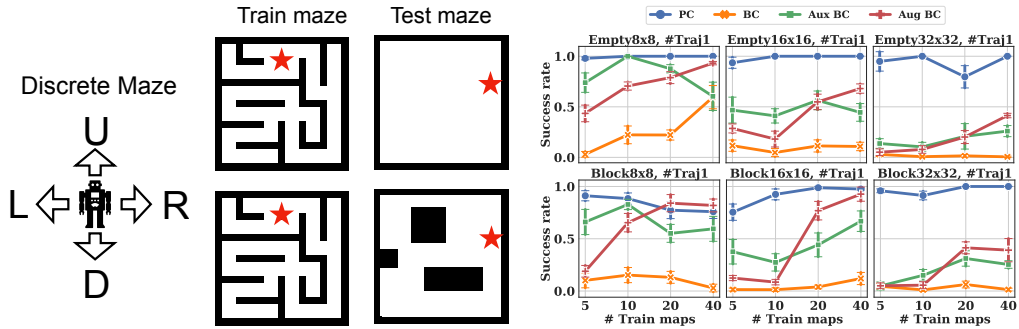 Discrete Maze
U
L
R
D
Train maze
Test maze
PC
BC
Aux BC
Aug BC
Empty8x8, #Traj1
Empty16x16, #Traj1
Empty32x32, #Traj1
Success rate
1.0
0.5
0.0
Block8x8, #Traj1
Block16x16, #Traj1
Block32x32, #Traj1
Success rate
1.0
0.5
0.0
5 10 20 40
5 10 20 40
5 10 20 40
# Train maps
# Train maps
# Train maps